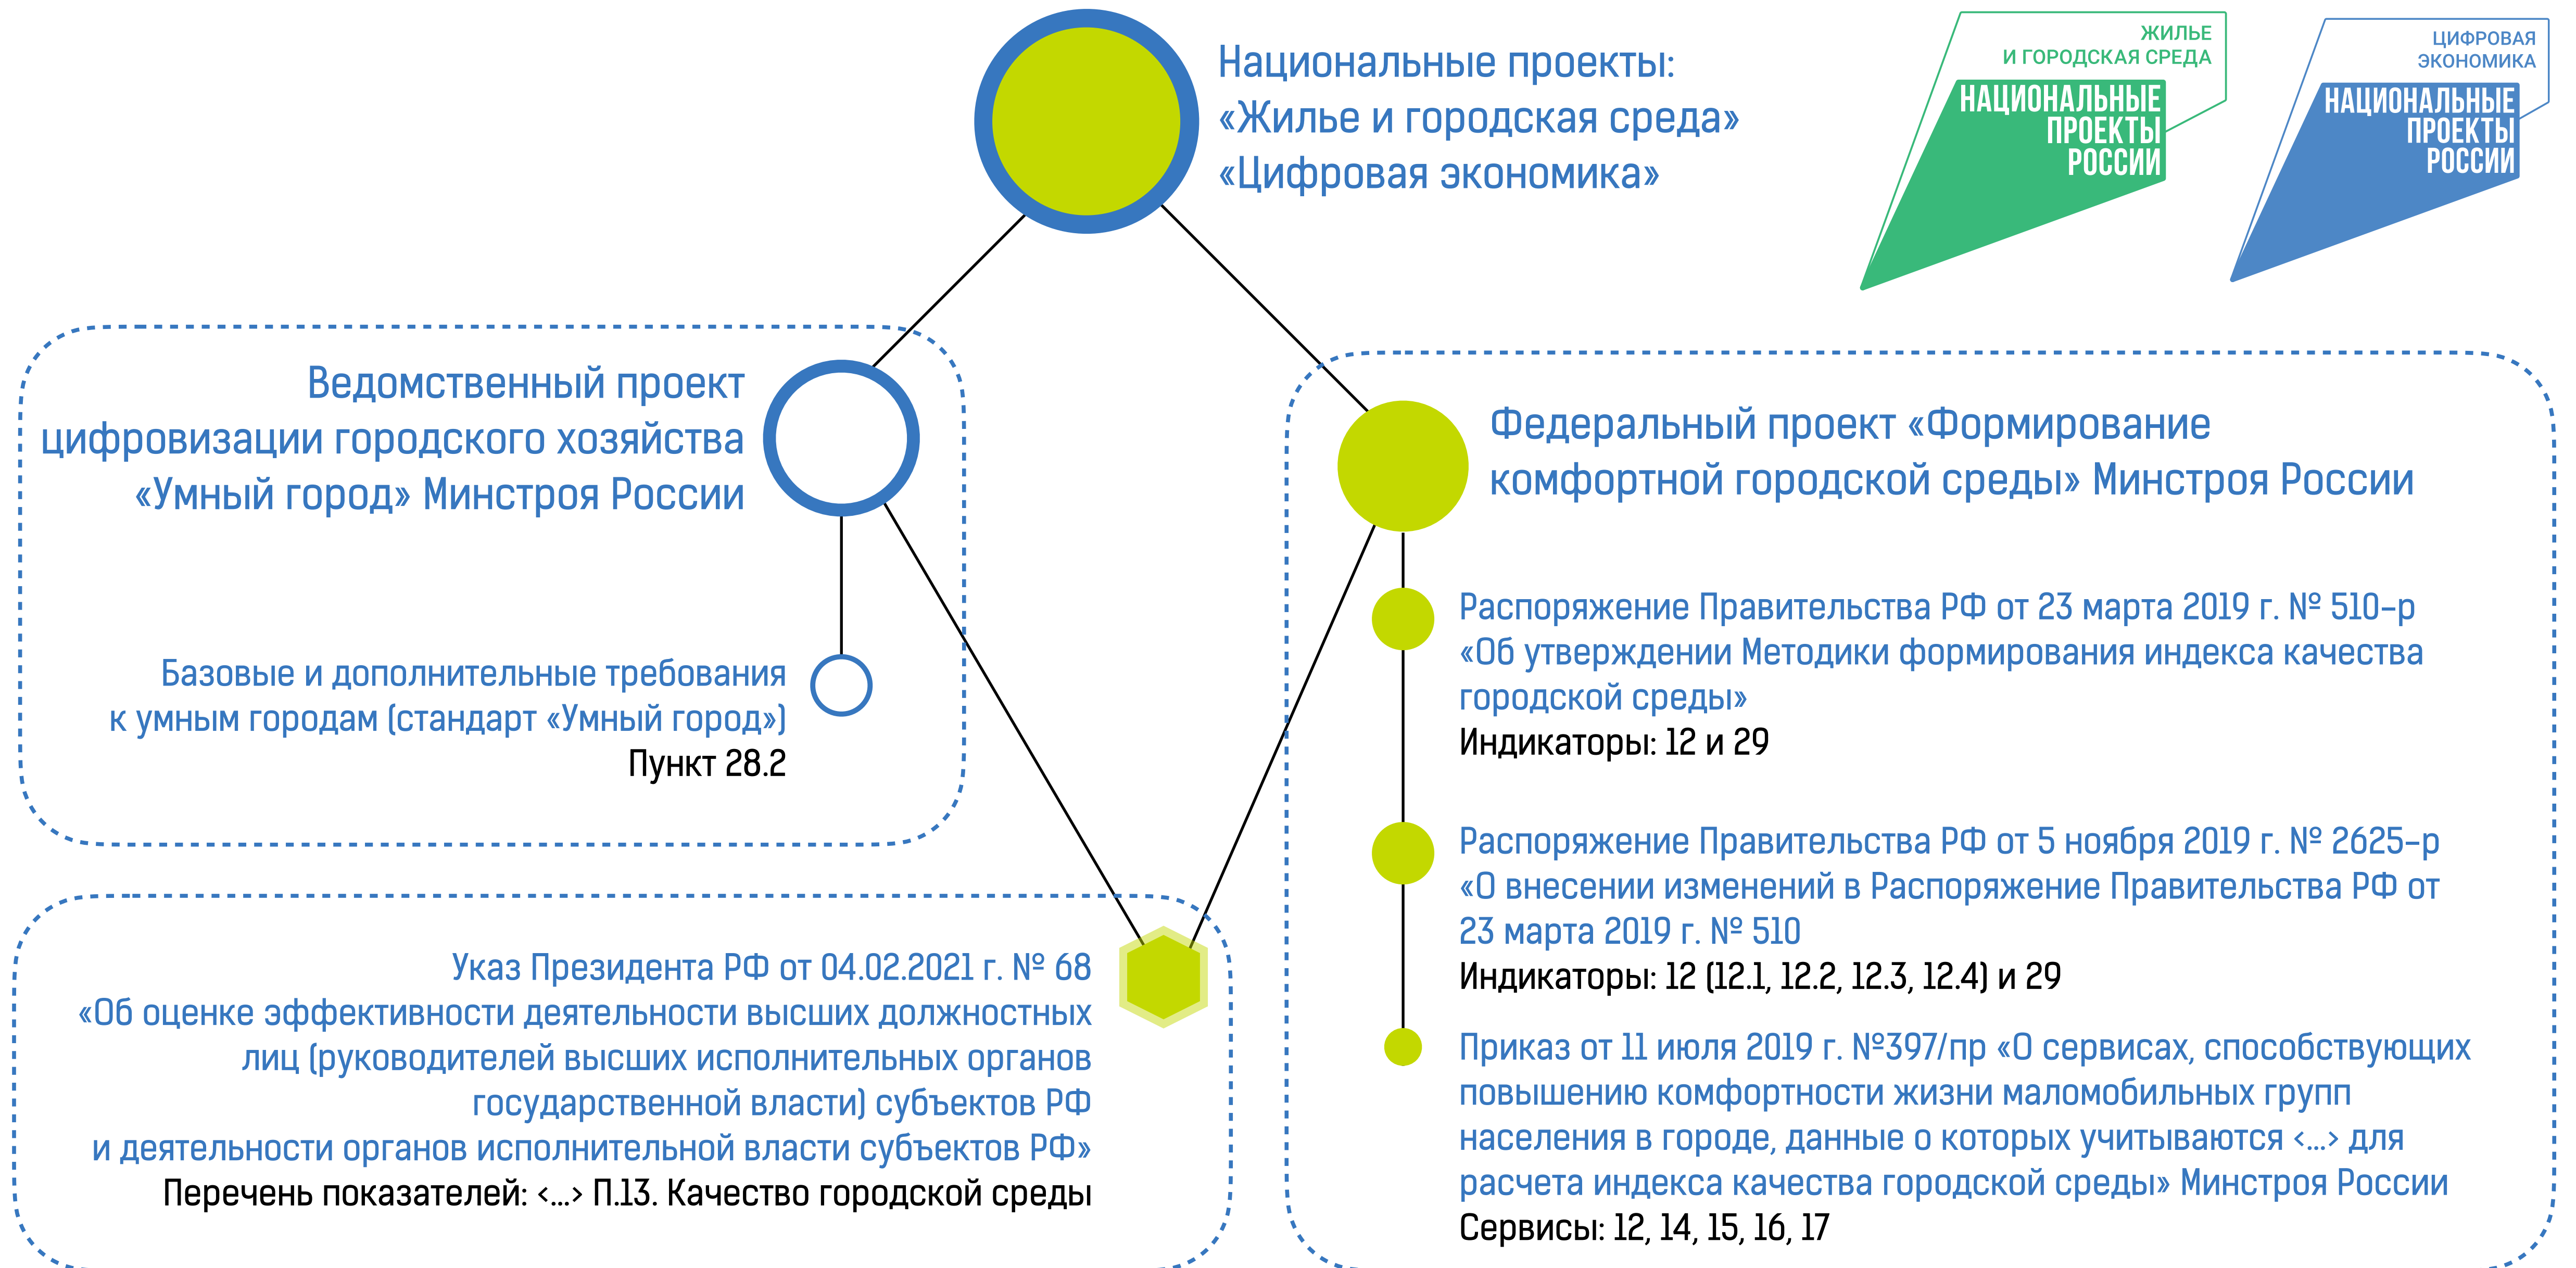 Национальные проекты:
«Жилье и городская среда»
«Цифровая экономика»
ЖИЛЬЕ
И ГОРОДСКАЯ СРЕДА
НАЦИОНАЛЬНЫЕ
ПРОЕКТЫ
РОССИИ
ЦИФРОВАЯ
ЭКОНОМИКА
НАЦИОНАЛЬНЫЕ
ПРОЕКТЫ
РОССИИ
Ведомственный проект
цифровизации городского хозяйства
«Умный город» Минстроя России
Базовые и дополнительные требования
к умным городам (стандарт «Умный город»)
Пункт 28.2
Указ Президента РФ от 04.02.2021 г. № 68
«Об оценке эффективности деятельности высших должностных
лиц (руководителей высших исполнительных органов
государственной власти) субъектов РФ
и деятельности органов исполнительной власти субъектов РФ»
Перечень показателей: <...> П.13. Качество городской среды
Федеральный проект «Формирование
комфортной городской среды» Минстроя России
Распоряжение Правительства РФ от 23 марта 2019 г. № 510-р
«Об утверждении Методики формирования индекса качества
городской среды»
Индикаторы: 12 и 29
Распоряжение Правительства РФ от 5 ноября 2019 г. № 2625-р
«О внесении изменений в Распоряжение Правительства РФ от
23 марта 2019 г. № 510
Индикаторы: 12 (12.1, 12.2, 12.3, 12.4) и 29
Приказ от 11 июля 2019 г. №397/пр «О сервисах, способствующих
повышению комфортности жизни маломобильных групп
населения в городе, данные о которых учитываются <...> для
расчета индекса качества городской среды» Минстроя России
Сервисы: 12, 14, 15, 16, 17